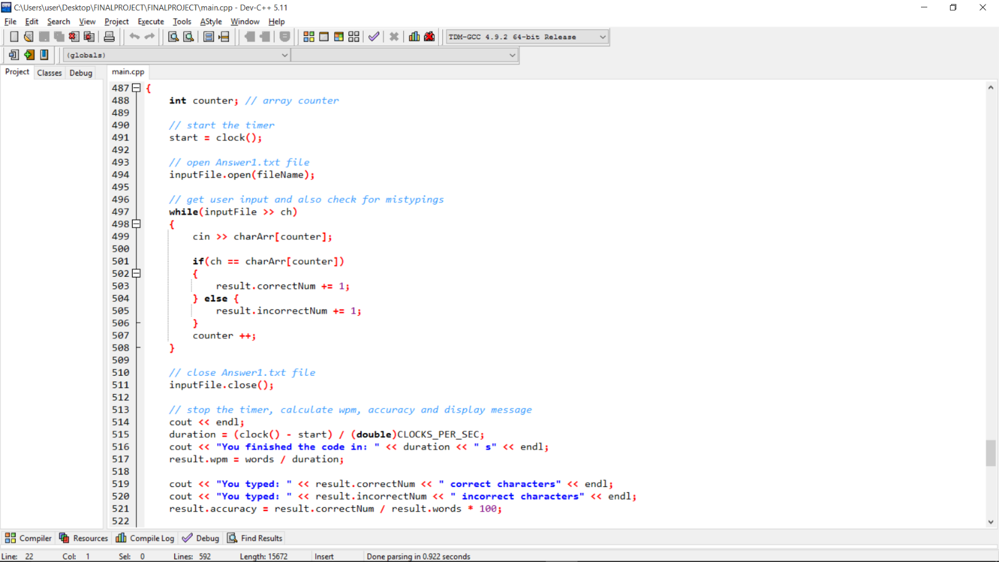 C:\Users\user\Desktop\FINALPROJECT\FINALPROJECT\main.cpp - Dev-C++ 5.11
File Edit Search View Project Execute Tools AStyle Window Help
TDM-GCC 4.9.2 64-bit Release
(globals)
Project Classes Debug
main.cpp
487 {
488 int counter; // array counter
489
490 // start the timer
491 start = clock();
492
493 // open Answer1.txt file
494 inputFile.open(fileName);
495
496 // get user input and also check for mistypings
497 while(inputFile >> ch)
498 {
499 cin >> charArr[counter];
500
501 if(ch == charArr[counter])
502 {
503 result.correctNum += 1;
504 } else {
505 result.incorrectNum += 1;
506 }
507 counter ++;
508 }
509
510 // close Answer1.txt file
511 inputFile.close();
512
513 // stop the timer, calculate wpm, accuracy and display message
514 cout << endl;
515 duration = (clock() - start) / (double)CLOCKS_PER_SEC;
516 cout << "You finished the code in: " << duration << " s" << endl;
517 result.wpm = words / duration;
518
519 cout << "You typed: " << result.correctNum << " correct characters" << endl;
520 cout << "You typed: " << result.incorrectNum << " incorrect characters" << endl;
521 result.accuracy = result.correctNum / result.words * 100;
522
Compiler Resources Compile Log Debug Find Results
Line: 22 Col: 1 Sel: 0 Lines: 592 Length: 15672 Insert Done parsing in 0.922 seconds